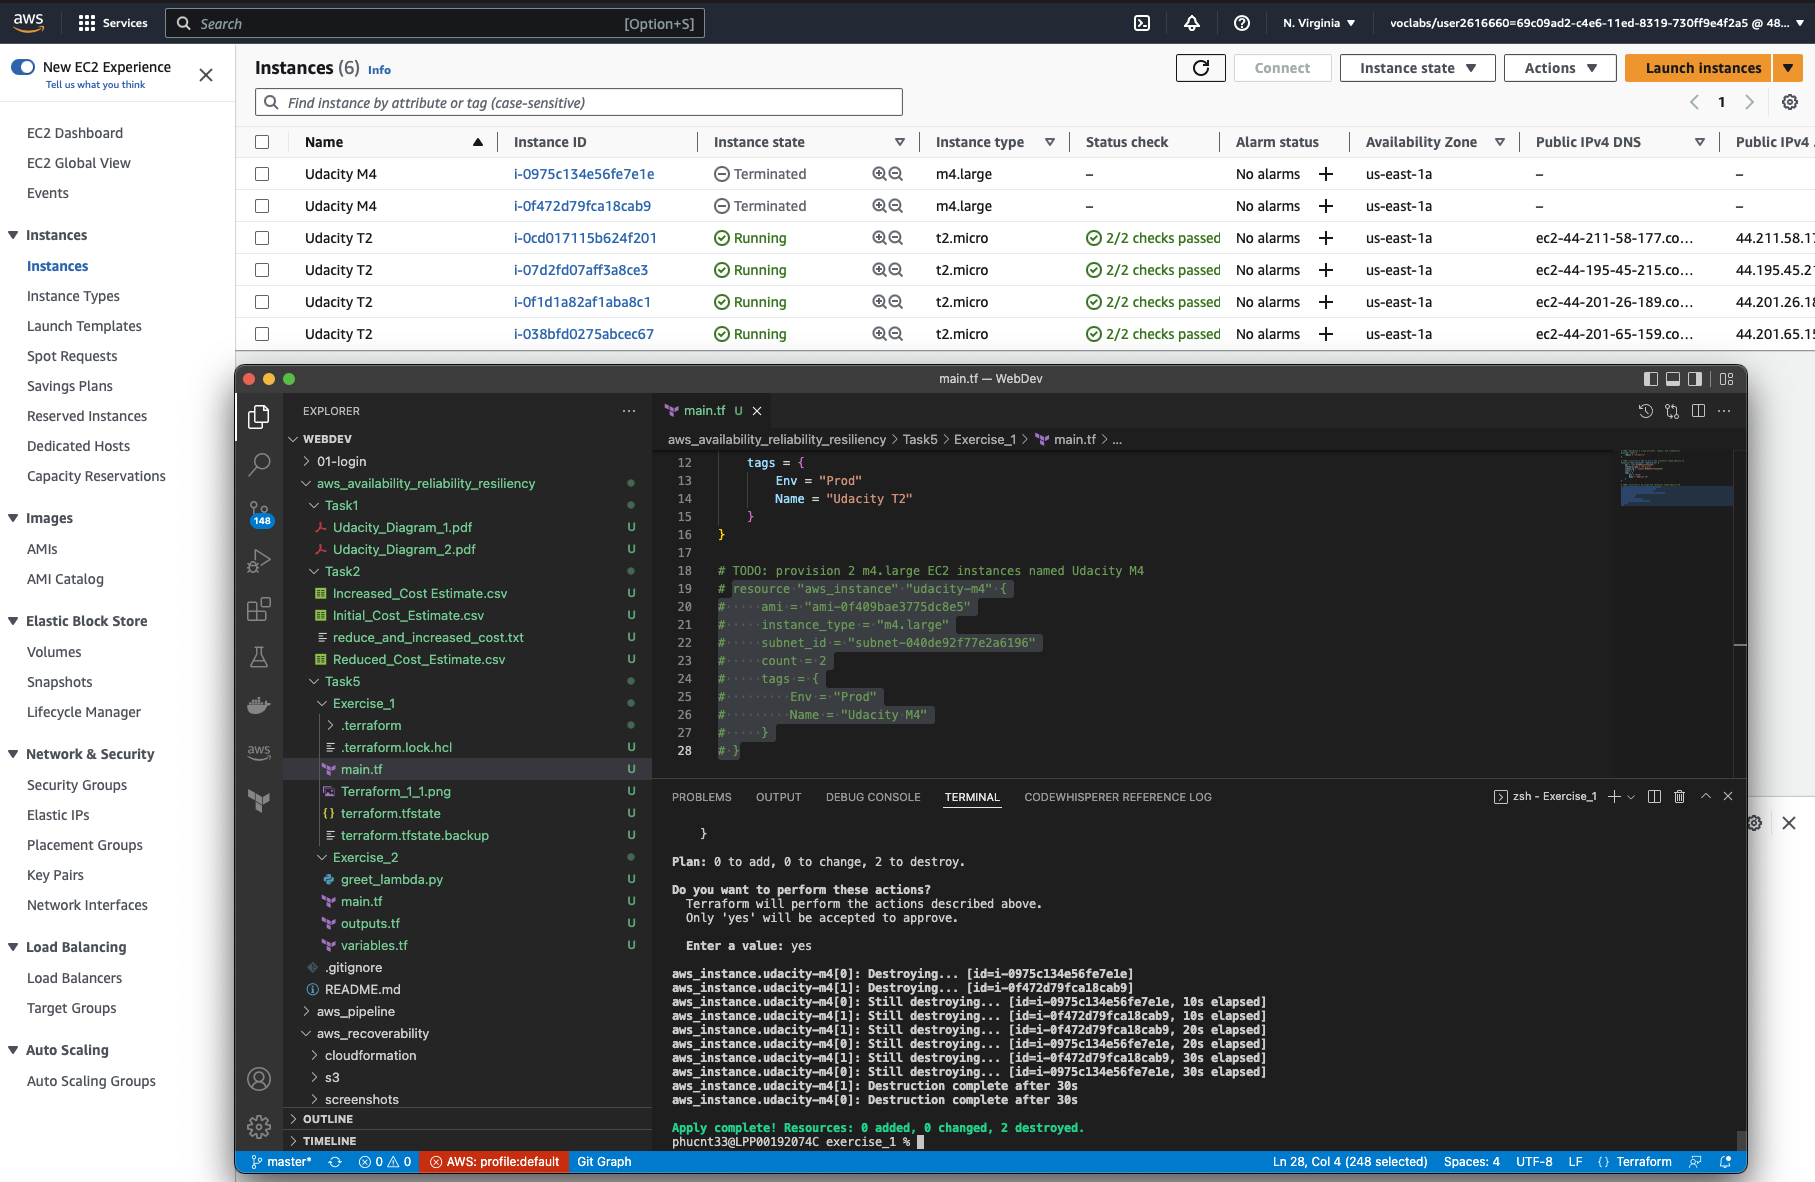 aws
Services
Search
[Option+S]
N. Virginia
voclabs/user2616660=69c09ad2-c4e6-11ed-8319-730ff9e4f2a5 @ 48...
New EC2 Experience
Tell us what you think
EC2 Dashboard
EC2 Global View
Events
Instances
Instances
Instance Types
Launch Templates
Spot Requests
Savings Plans
Reserved Instances
Dedicated Hosts
Capacity Reservations
Images
AMIs
AMI Catalog
Elastic Block Store
Volumes
Snapshots
Lifecycle Manager
Network & Security
Security Groups
Elastic IPs
Placement Groups
Key Pairs
Network Interfaces
Load Balancing
Load Balancers
Target Groups
Auto Scaling
Auto Scaling Groups
Instances (6) Info
Connect
Instance state
Actions
Launch instances
Find instance by attribute or tag (case-sensitive)
1
Name Instance ID Instance state Instance type Status check Alarm status Availability Zone Public IPv4 DNS Public IPv4
Udacity M4 i-0975c134e56fe7e1e Terminated m4.large – No alarms + us-east-1a – –
Udacity M4 i-0f472d79fca18cab9 Terminated m4.large – No alarms + us-east-1a – –
Udacity T2 i-0cd017115b624f201 Running t2.micro 2/2 checks passed No alarms + us-east-1a ec2-44-211-58-177.co... 44.211.58.17
Udacity T2 i-07d2fd07aff3a8ce3 Running t2.micro 2/2 checks passed No alarms + us-east-1a ec2-44-195-45-215.co... 44.195.45.21
Udacity T2 i-0f1d1a82af1aba8c1 Running t2.micro 2/2 checks passed No alarms + us-east-1a ec2-44-201-26-189.co... 44.201.26.18
Udacity T2 i-038bfd0275abcec67 Running t2.micro 2/2 checks passed No alarms + us-east-1a ec2-44-201-65-159.co... 44.201.65.15
main.tf — WebDev
EXPLORER ...
WEBDEV
01-login
aws_availability_reliability_resiliency
Task1
Udacity_Diagram_1.pdf U
Udacity_Diagram_2.pdf U
Task2
Increased_Cost Estimate.csv U
Initial_Cost_Estimate.csv U
reduce_and_increased_cost.txt U
Reduced_Cost_Estimate.csv U
Task5
Exercise_1
.terraform
.terraform.lock.hcl U
main.tf U
Terraform_1_1.png U
terraform.tfstate U
terraform.tfstate.backup U
Exercise_2
greet_lambda.py U
main.tf U
outputs.tf U
variables.tf U
.gitignore
README.md
aws_pipeline
aws_recoverability
cloudformation
s3
screenshots
OUTLINE
TIMELINE
148
aws
main.tf U
aws_availability_reliability_resiliency > Task5 > Exercise_1 > main.tf > ...
12 tags = {
13 Env = "Prod"
14 Name = "Udacity T2"
15 }
16 }
17
18 # TODO: provision 2 m4.large EC2 instances named Udacity M4
19 # resource "aws_instance" "udacity-m4" {
20 # ami = "ami-0f409bae3775dc8e5"
21 # instance_type = "m4.large"
22 # subnet_id = "subnet-040de92f77e2a6196"
23 # count = 2
24 # tags = {
25 # Env = "Prod"
26 # Name = "Udacity M4"
27 # }
28 # }
PROBLEMS OUTPUT DEBUG CONSOLE TERMINAL CODEWHISPERER REFERENCE LOG
zsh - Exercise_1
}
Plan: 0 to add, 0 to change, 2 to destroy.
Do you want to perform these actions?
Terraform will perform the actions described above.
Only 'yes' will be accepted to approve.
Enter a value: yes
aws_instance.udacity-m4[0]: Destroying... [id=i-0975c134e56fe7e1e]
aws_instance.udacity-m4[1]: Destroying... [id=i-0f472d79fca18cab9]
aws_instance.udacity-m4[0]: Still destroying... [id=i-0975c134e56fe7e1e, 10s elapsed]
aws_instance.udacity-m4[1]: Still destroying... [id=i-0f472d79fca18cab9, 10s elapsed]
aws_instance.udacity-m4[1]: Still destroying... [id=i-0f472d79fca18cab9, 20s elapsed]
aws_instance.udacity-m4[0]: Still destroying... [id=i-0975c134e56fe7e1e, 20s elapsed]
aws_instance.udacity-m4[1]: Still destroying... [id=i-0f472d79fca18cab9, 30s elapsed]
aws_instance.udacity-m4[0]: Still destroying... [id=i-0975c134e56fe7e1e, 30s elapsed]
aws_instance.udacity-m4[1]: Destruction complete after 30s
aws_instance.udacity-m4[0]: Destruction complete after 30s
Apply complete! Resources: 0 added, 0 changed, 2 destroyed.
phucnt33@LPP00192074C exercise_1 %
master* 0 0 AWS: profile:default Git Graph Ln 28, Col 4 (248 selected) Spaces: 4 UTF-8 LF {} Terraform